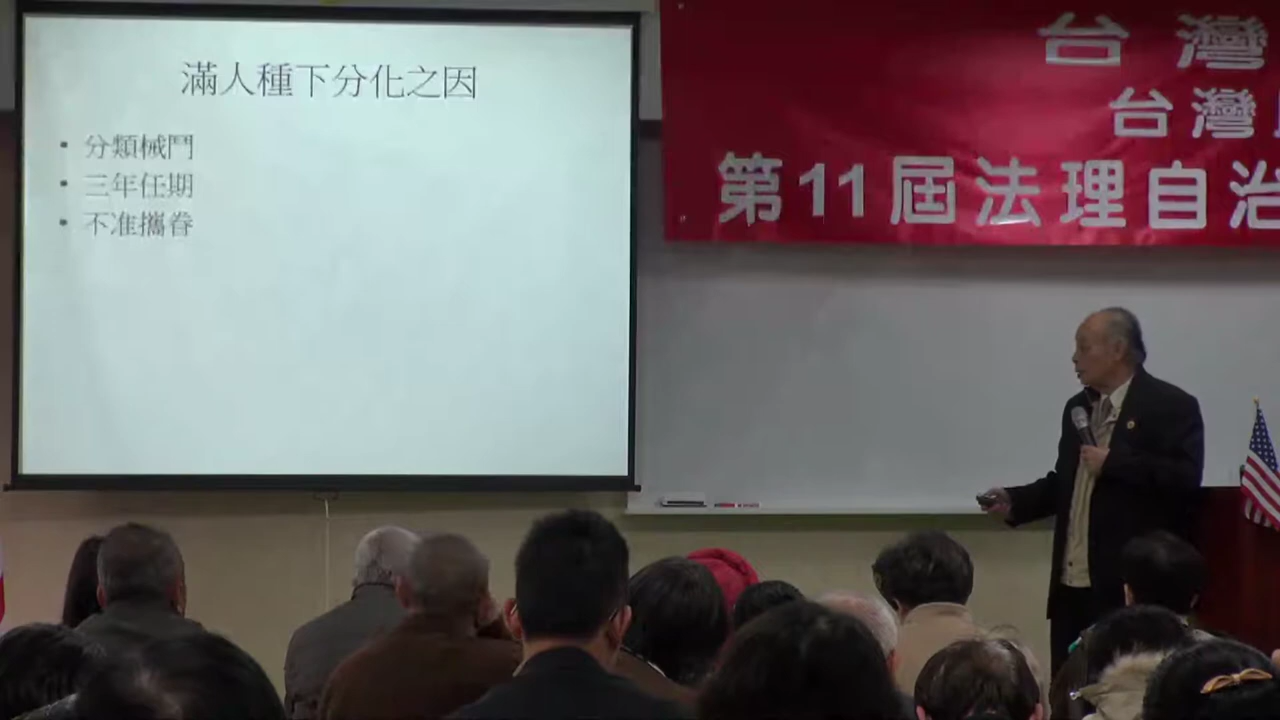 滿人種下分化之因
• 分類械鬥
• 三年任期
• 不准攜眷
台灣
台灣
第11屆法理自治